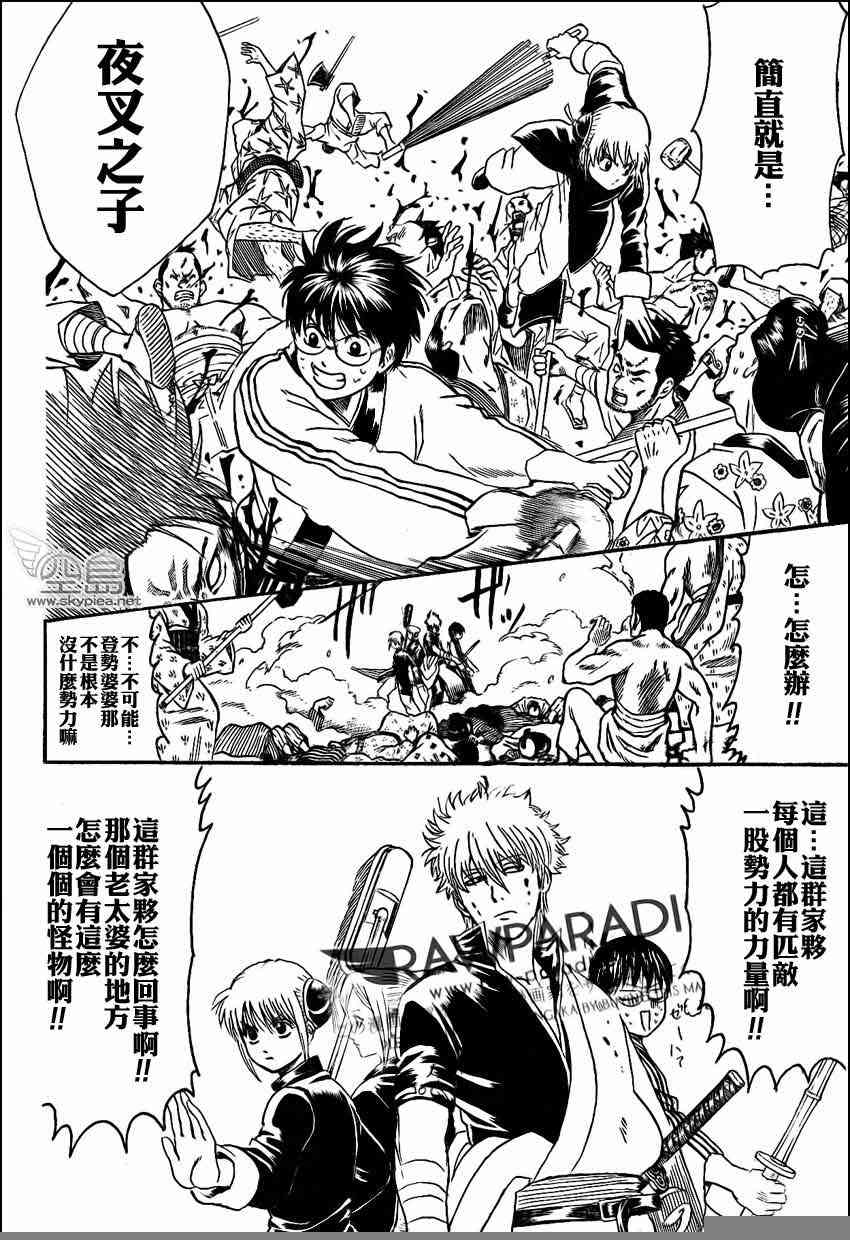 簡直就是…
夜叉之子
怎…怎麼辦!!
不…不可能…
登勢婆婆那
不是根本
沒什麼勢力嘛
這…這群家夥
每個人都有匹敵
一股勢力的力量啊!!
這群家夥怎麼回事啊!!
那個老太婆的地方
怎麼會有這麼
一個個的怪物啊!!
空島
www.skypiea.net
RAWPARADI